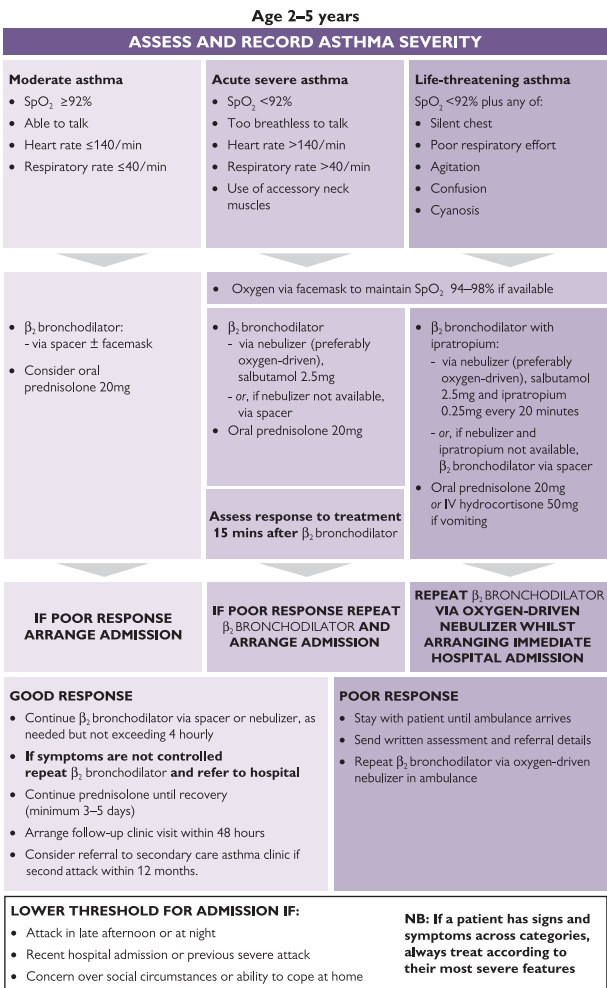 Age 2–5 years
ASSESS AND RECORD ASTHMA SEVERITY
Moderate asthma
• SpO₂ ≥92%
• Able to talk
• Heart rate ≤140/min
• Respiratory rate ≤40/min
Acute severe asthma
• SpO₂ <92%
• Too breathless to talk
• Heart rate >140/min
• Respiratory rate >40/min
• Use of accessory neck
muscles
Life-threatening asthma
SpO₂ <92% plus any of:
• Silent chest
• Poor respiratory effort
• Agitation
• Confusion
• Cyanosis
• Oxygen via facemask to maintain SpO₂ 94–98% if available
• β₂ bronchodilator:
- via spacer ± facemask
• Consider oral
prednisolone 20mg
• β₂ bronchodilator
- via nebulizer (preferably
oxygen-driven),
salbutamol 2.5mg
- or, if nebulizer not available,
via spacer
• Oral prednisolone 20mg
Assess response to treatment
15 mins after β₂ bronchodilator
• β₂ bronchodilator with
ipratropium:
- via nebulizer (preferably
oxygen-driven), salbutamol
2.5mg and ipratropium
0.25mg every 20 minutes
- or, if nebulizer and
ipratropium not available,
β₂ bronchodilator via spacer
• Oral prednisolone 20mg
or IV hydrocortisone 50mg
if vomiting
IF POOR RESPONSE
ARRANGE ADMISSION
IF POOR RESPONSE REPEAT
β₂ BRONCHODILATOR AND
ARRANGE ADMISSION
REPEAT β₂ BRONCHODILATOR
VIA OXYGEN-DRIVEN
NEBULIZER WHILST
ARRANGING IMMEDIATE
HOSPITAL ADMISSION
GOOD RESPONSE
• Continue β₂ bronchodilator via spacer or nebulizer, as
needed but not exceeding 4 hourly
• If symptoms are not controlled
repeat β₂ bronchodilator and refer to hospital
• Continue prednisolone until recovery
(minimum 3–5 days)
• Arrange follow-up clinic visit within 48 hours
• Consider referral to secondary care asthma clinic if
second attack within 12 months.
POOR RESPONSE
• Stay with patient until ambulance arrives
• Send written assessment and referral details
• Repeat β₂ bronchodilator via oxygen-driven
nebulizer in ambulance
LOWER THRESHOLD FOR ADMISSION IF:
• Attack in late afternoon or at night
• Recent hospital admission or previous severe attack
• Concern over social circumstances or ability to cope at home
NB: If a patient has signs and
symptoms across categories,
always treat according to
their most severe features